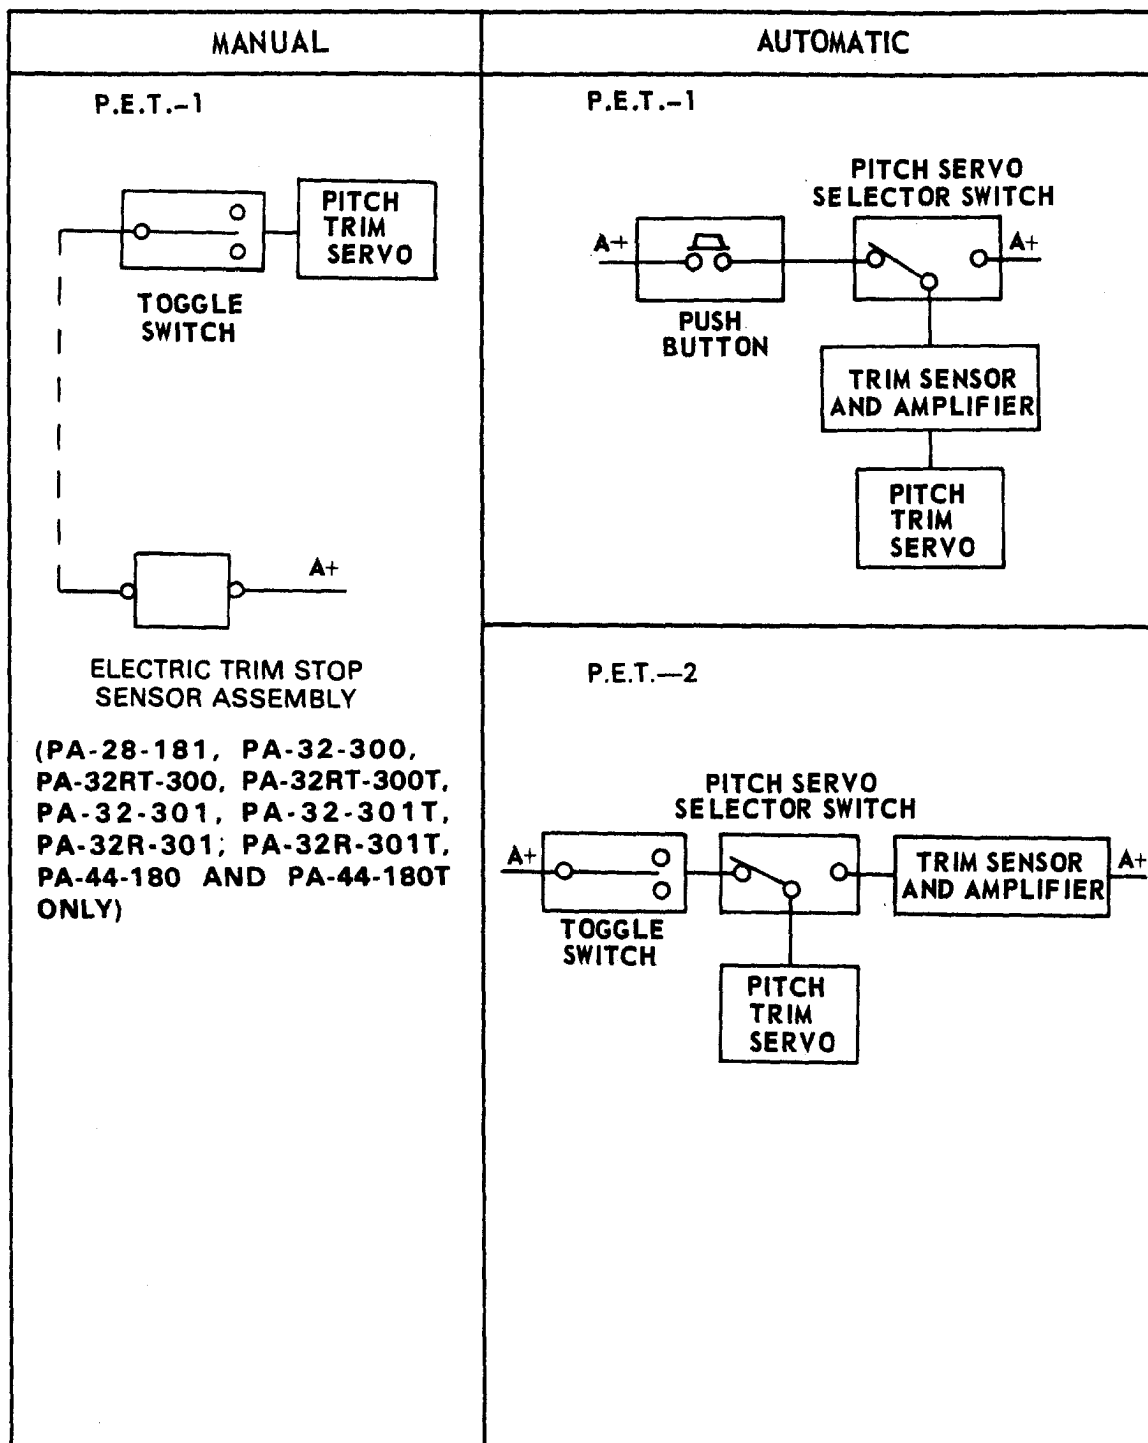 MANUAL
P.E.T.-1
PITCH
TRIM
SERVO
TOGGLE
SWITCH
A+
ELECTRIC TRIM STOP
SENSOR ASSEMBLY
(PA-28-181, PA-32-300,
PA-32RT-300, PA-32RT-300T,
PA-32-301, PA-32-301T,
PA-32R-301; PA-32R-301T,
PA-44-180 AND PA-44-180T
ONLY)
AUTOMATIC
P.E.T.-1
PITCH SERVO
SELECTOR SWITCH
A+
A+
PUSH
BUTTON
TRIM SENSOR
AND AMPLIFIER
PITCH
TRIM
SERVO
P.E.T.—2
PITCH SERVO
SELECTOR SWITCH
A+
TRIM SENSOR
AND AMPLIFIER
A+
TOGGLE
SWITCH
PITCH
TRIM
SERVO